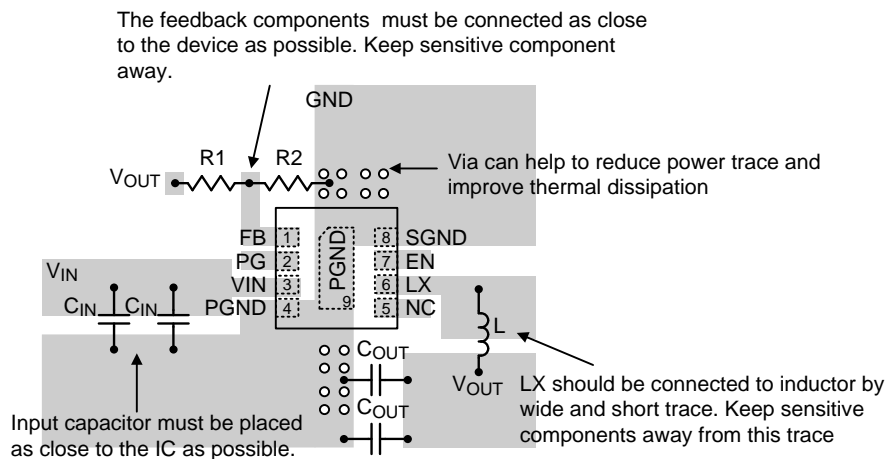 The feedback components must be connected as close
to the device as possible. Keep sensitive component
away.
GND
R1
R2
VOUT
Via can help to reduce power trace and
improve thermal dissipation
FB
PG
VIN
PGND
1
2
3
4
PGND
9
8
7
6
5
SGND
EN
LX
NC
VIN
CIN
CIN
L
VOUT
COUT
COUT
LX should be connected to inductor by
wide and short trace. Keep sensitive
components away from this trace
Input capacitor must be placed
as close to the IC as possible.